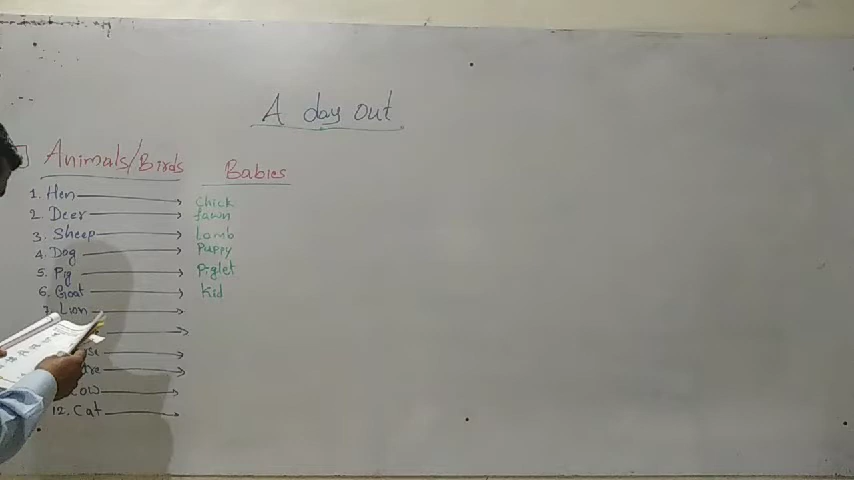 A day out
Animals/Birds Babies
1. Hen Chick
2. Deer fawn
3. Sheep Lamb
4. Dog Puppy
5. Pig Piglet
6. Goat Kid
7. Lion
Cow
12. Cat